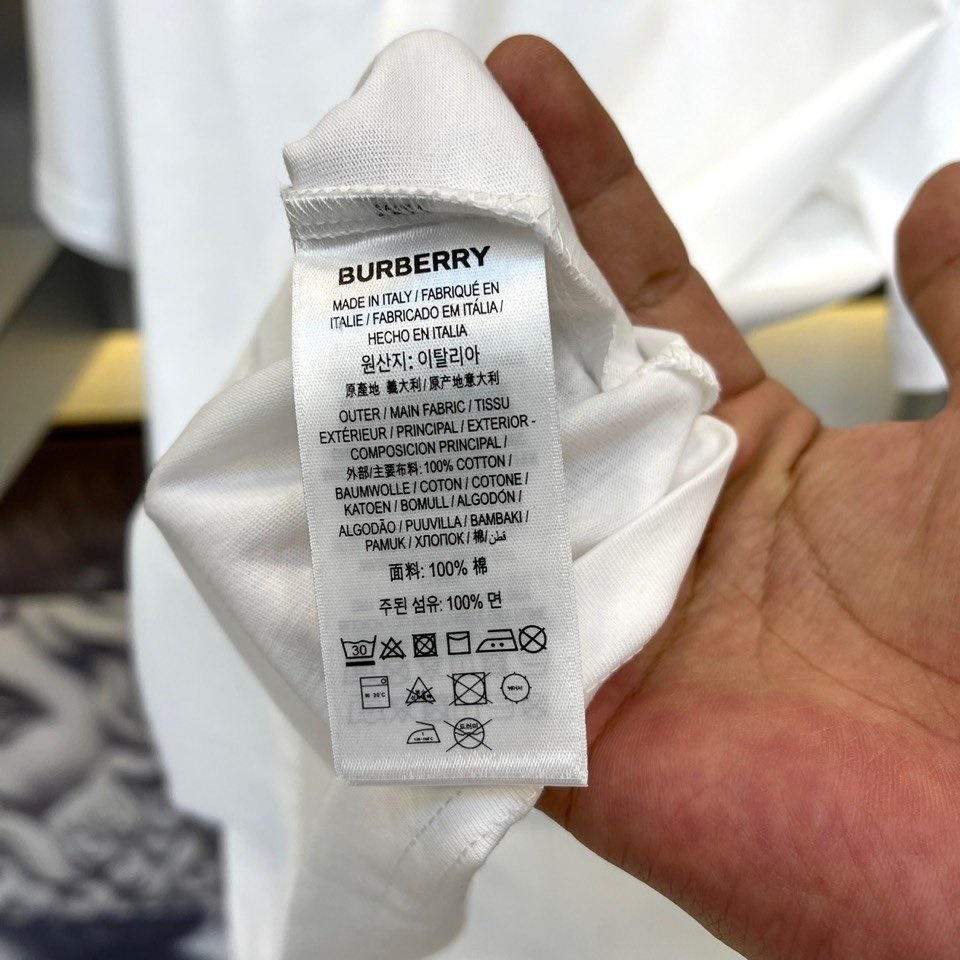 BURBERRY
MADE IN ITALY / FABRIQUÉ EN
ITALIE / FABRICADO EM ITÁLIA /
HECHO EN ITALIA
원산지: 이탈리아
原產地 義大利 / 原产地意大利
OUTER / MAIN FABRIC / TISSU
EXTÉRIEUR / PRINCIPAL / EXTERIOR -
COMPOSICION PRINCIPAL /
外部/主要布料: 100% COTTON /
BAUMWOLLE / COTON / COTONE /
KATOEN / BOMULL / ALGODÓN /
ALGODÃO / PUUVILLA / BAMBAKI /
PAMUK / ХЛОПОК / 棉/ قطن
面料: 100% 棉
주된 섬유: 100% 면
30